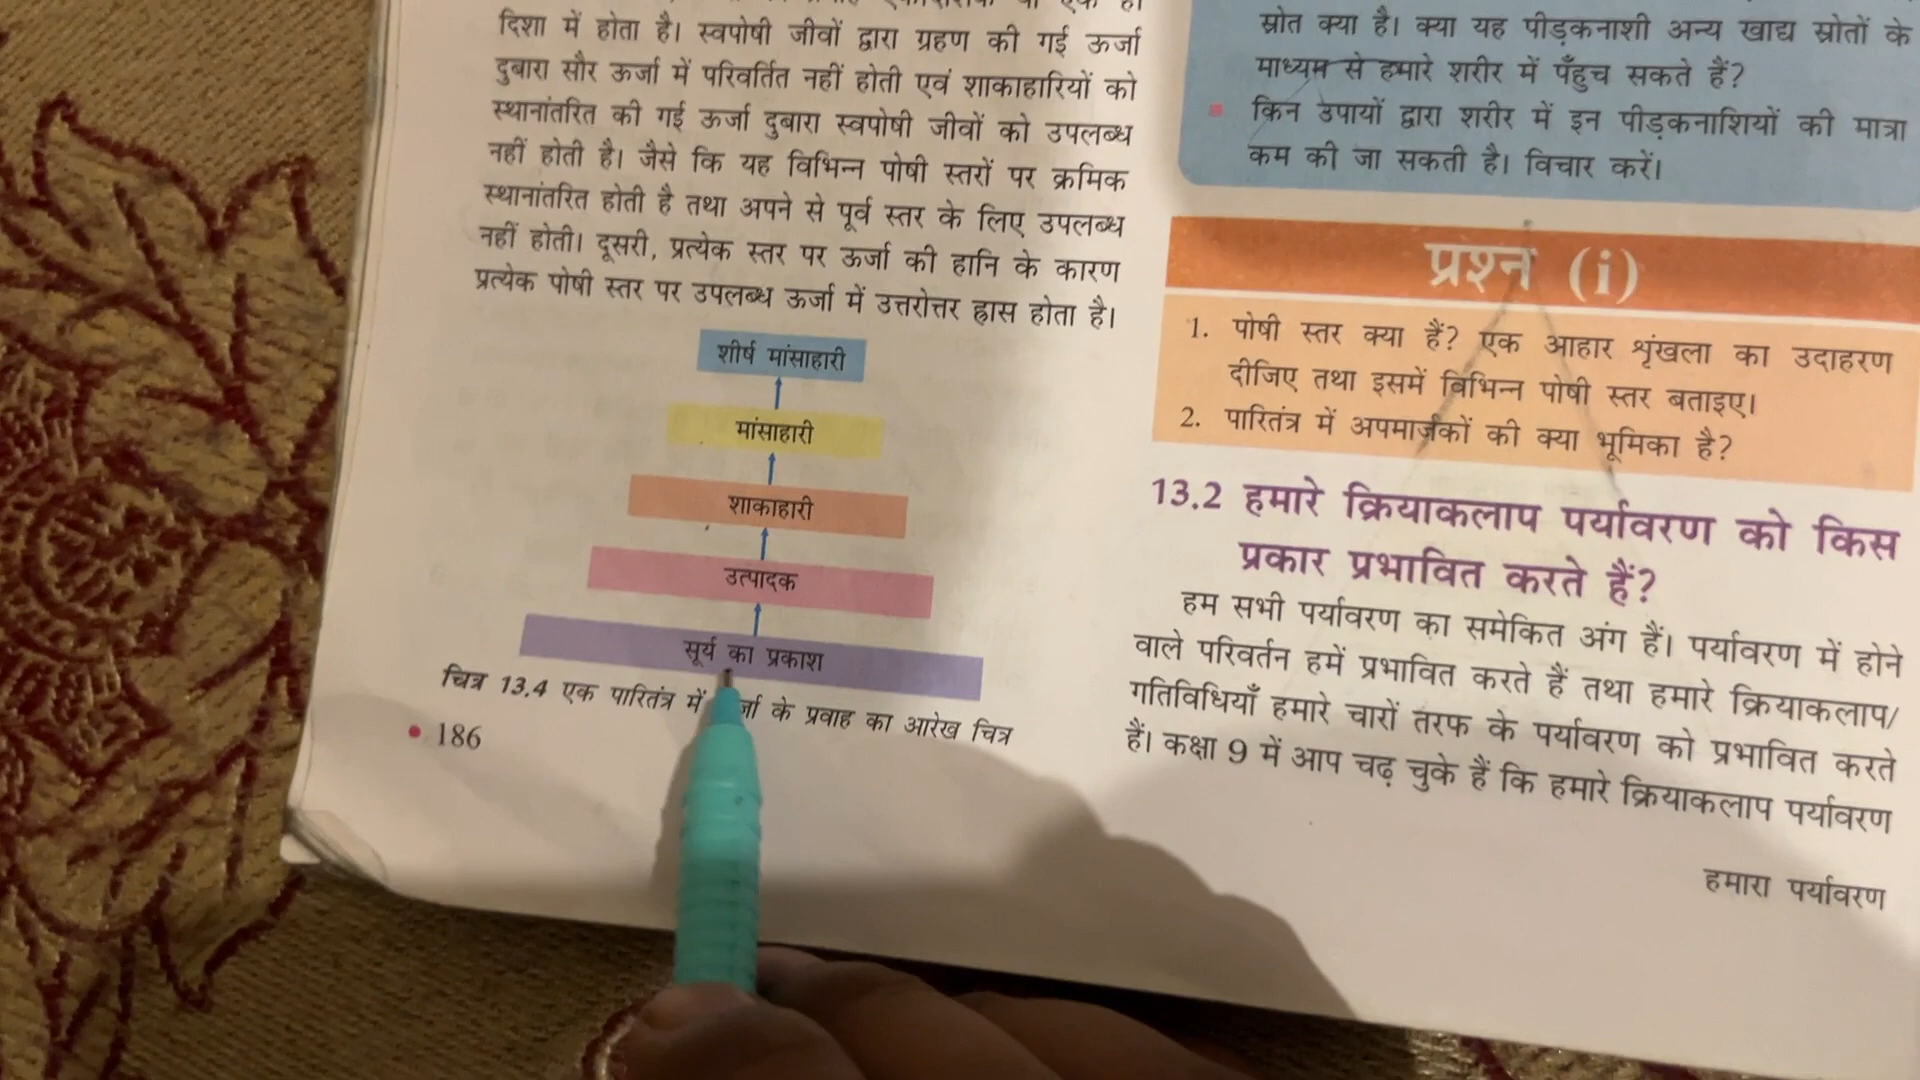 दिशा में होता है। स्वपोषी जीवों द्वारा ग्रहण की गई ऊर्जा
दुबारा सौर ऊर्जा में परिवर्तित नहीं होती एवं शाकाहारियों को
स्थानांतरित की गई ऊर्जा दुबारा स्वपोषी जीवों को उपलब्ध
नहीं होती है। जैसे कि यह विभिन्न पोषी स्तरों पर क्रमिक
स्थानांतरित होती है तथा अपने से पूर्व स्तर के लिए उपलब्ध
नहीं होती। दूसरी, प्रत्येक स्तर पर ऊर्जा की हानि के कारण
प्रत्येक पोषी स्तर पर उपलब्ध ऊर्जा में उत्तरोत्तर ह्रास होता है।
शीर्ष मांसाहारी
मांसाहारी
शाकाहारी
उत्पादक
सूर्य का प्रकाश
चित्र 13.4 एक पारितंत्र में के प्रवाह का आरेख चित्र
• 186
स्रोत क्या है। क्या यह पीड़कनाशी अन्य खाद्य स्रोतों के
माध्यम से हमारे शरीर में पँहुच सकते हैं?
किन उपायों द्वारा शरीर में इन पीड़कनाशियों की मात्रा
कम की जा सकती है। विचार करें।
प्रश्न (i)
1. पोषी स्तर क्या हैं? एक आहार शृंखला का उदाहरण
दीजिए तथा इसमें विभिन्न पोषी स्तर बताइए।
2. पारितंत्र में अपमार्जकों की क्या भूमिका है?
13.2 हमारे क्रियाकलाप पर्यावरण को किस
प्रकार प्रभावित करते हैं?
हम सभी पर्यावरण का समेकित अंग हैं। पर्यावरण में होने
वाले परिवर्तन हमें प्रभावित करते हैं तथा हमारे क्रियाकलाप/
गतिविधियाँ हमारे चारों तरफ के पर्यावरण को प्रभावित करते
हैं। कक्षा 9 में आप चढ़ चुके हैं कि हमारे क्रियाकलाप पर्यावरण
हमारा पर्यावरण